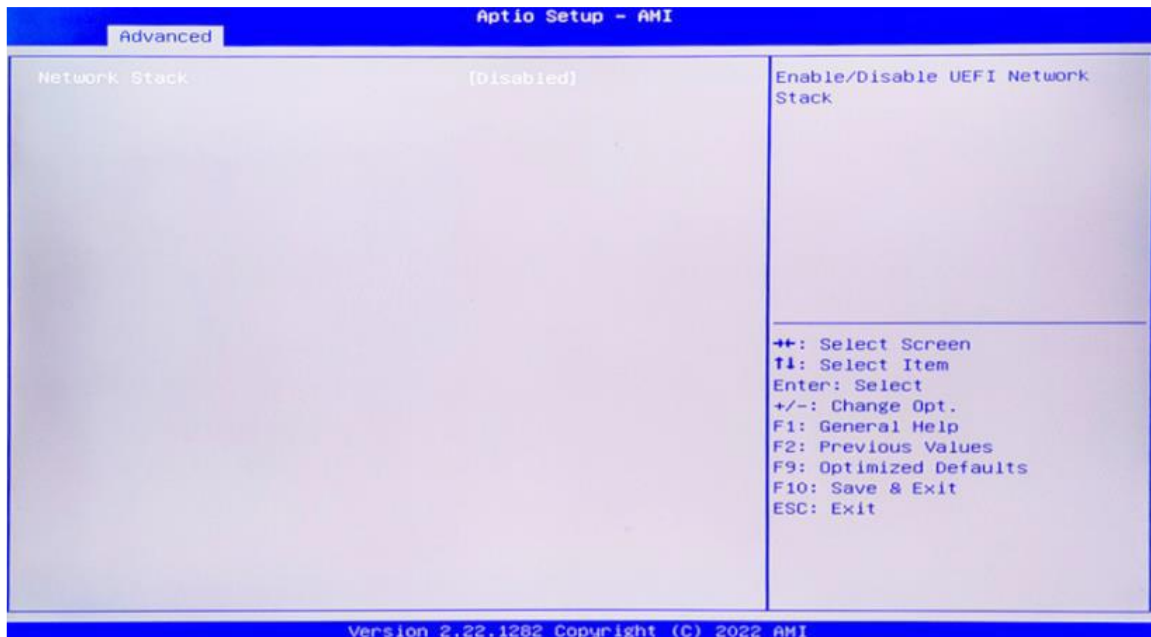 Aptio Setup - AMI
Advanced
Network Stack [Disabled]
Enable/Disable UEFI Network
Stack
→←: Select Screen
↑↓: Select Item
Enter: Select
+/-: Change Opt.
F1: General Help
F2: Previous Values
F9: Optimized Defaults
F10: Save & Exit
ESC: Exit
Version 2.22.1282 Copyright (C) 2022 AMI